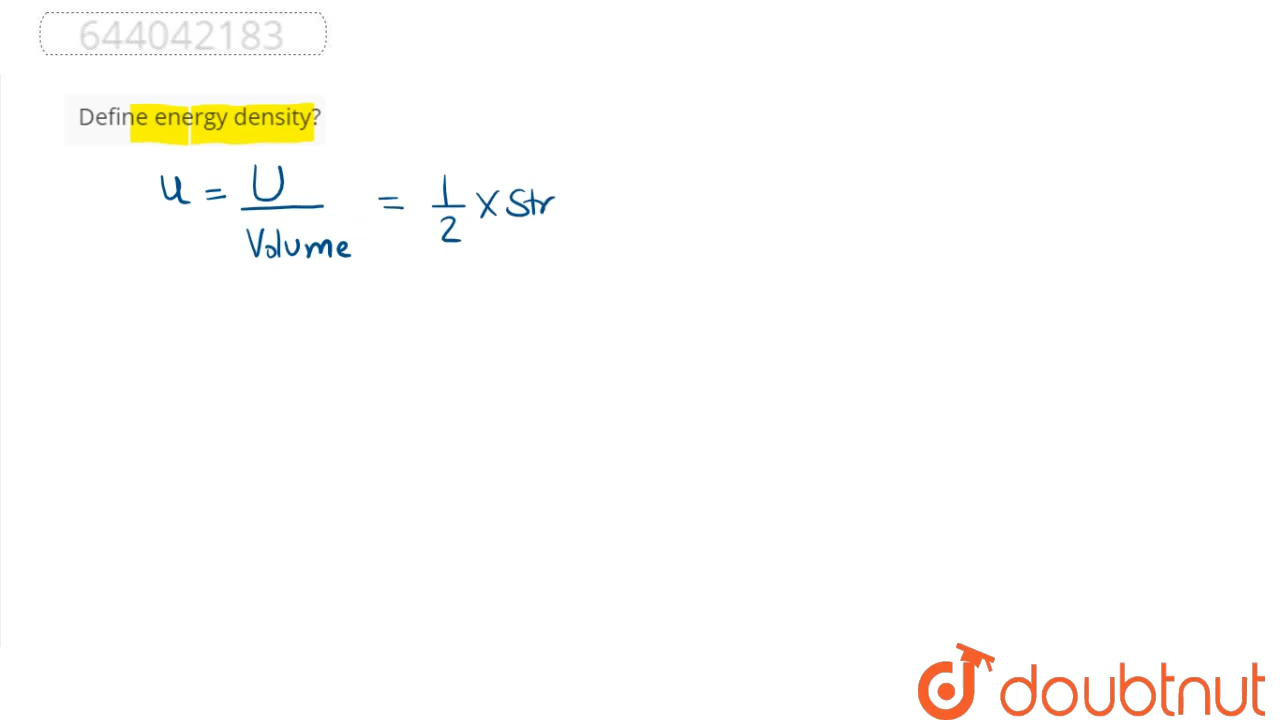 644042183
Define energy density?
u = U / Volume = 1/2 × Str
doubtnut